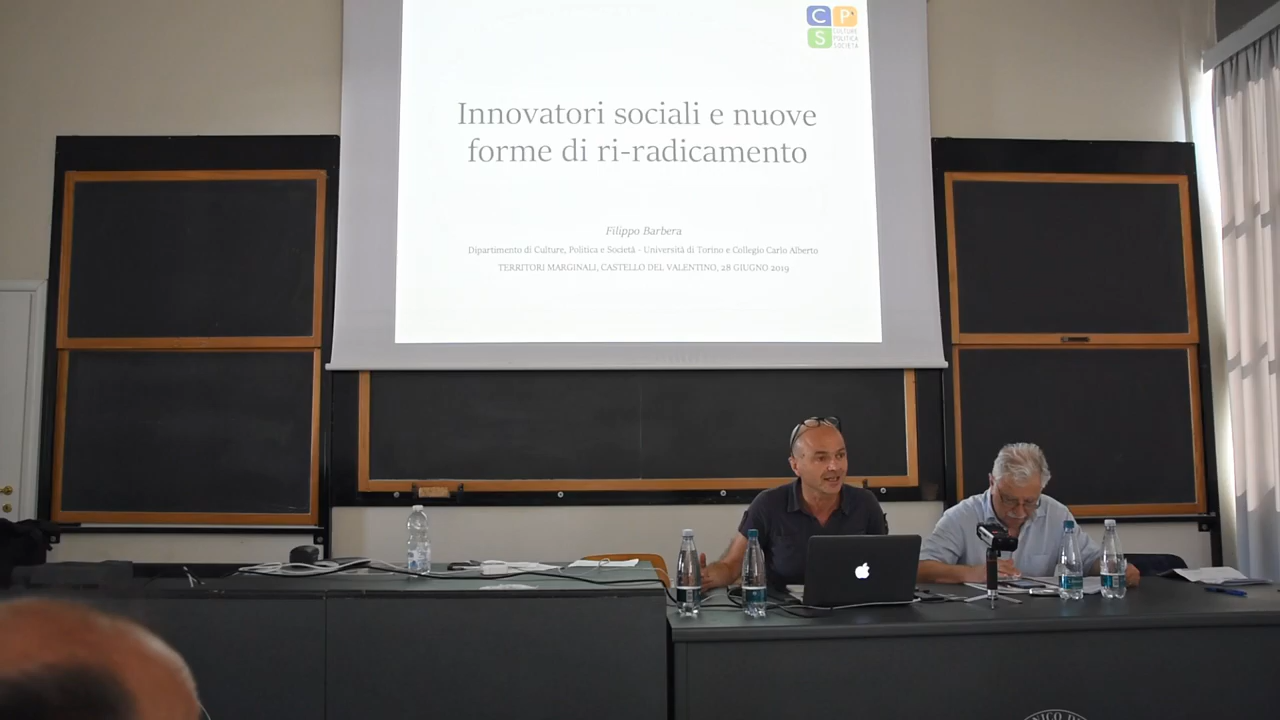 C P S
CULTURE
POLITICA
SOCIETÀ
Innovatori sociali e nuove
forme di ri-radicamento
Filippo Barbera
Dipartimento di Culture, Politica e Società - Università di Torino e Collegio Carlo Alberto
TERRITORI MARGINALI, CASTELLO DEL VALENTINO, 28 GIUGNO 2019